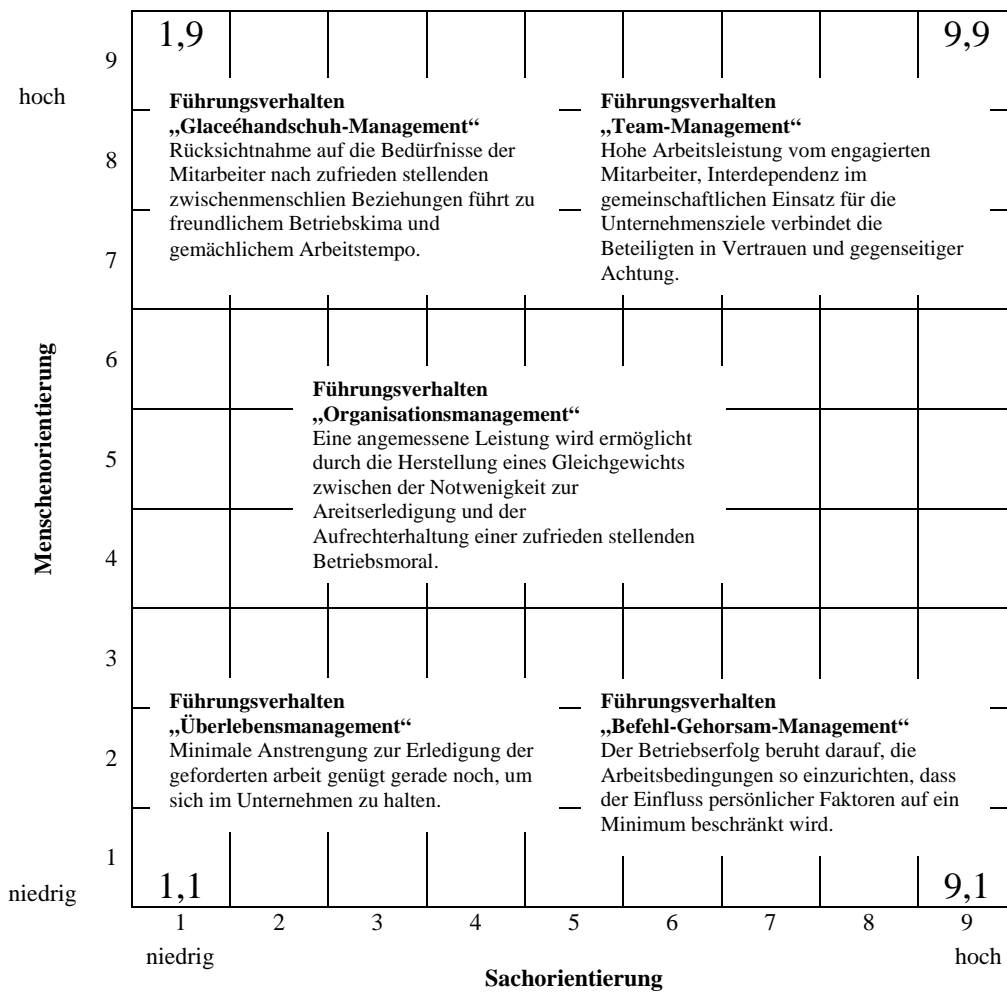 1,9
9,9
9
hoch
Führungsverhalten
„Glaceéhandschuh-Management“
Rücksichtnahme auf die Bedürfnisse der
Mitarbeiter nach zufrieden stellenden
zwischenmenschlien Beziehungen führt zu
freundlichem Betriebskima und
gemächlichem Arbeitstempo.
Führungsverhalten
„Team-Management“
Hohe Arbeitsleistung vom engagierten
Mitarbeiter, Interdependenz im
gemeinschaftlichen Einsatz für die
Unternehmensziele verbindet die
Beteiligten in Vertrauen und gegenseitiger
Achtung.
8
7
Menschenorientierung
6
5
4
Führungsverhalten
„Organisationsmanagement“
Eine angemessene Leistung wird ermöglicht
durch die Herstellung eines Gleichgewichts
zwischen der Notwenigkeit zur
Areitserledigung und der
Aufrechterhaltung einer zufrieden stellenden
Betriebsmoral.
3
2
1
Führungsverhalten
„Überlebensmanagement“
Minimale Anstrengung zur Erledigung der
geforderten arbeit genügt gerade noch, um
sich im Unternehmen zu halten.
Führungsverhalten
„Befehl-Gehorsam-Management“
Der Betriebserfolg beruht darauf, die
Arbeitsbedingungen so einzurichten, dass
der Einfluss persönlicher Faktoren auf ein
Minimum beschränkt wird.
niedrig
1,1
9,1
1 2 3 4 5 6 7 8 9
niedrig
hoch
Sachorientierung